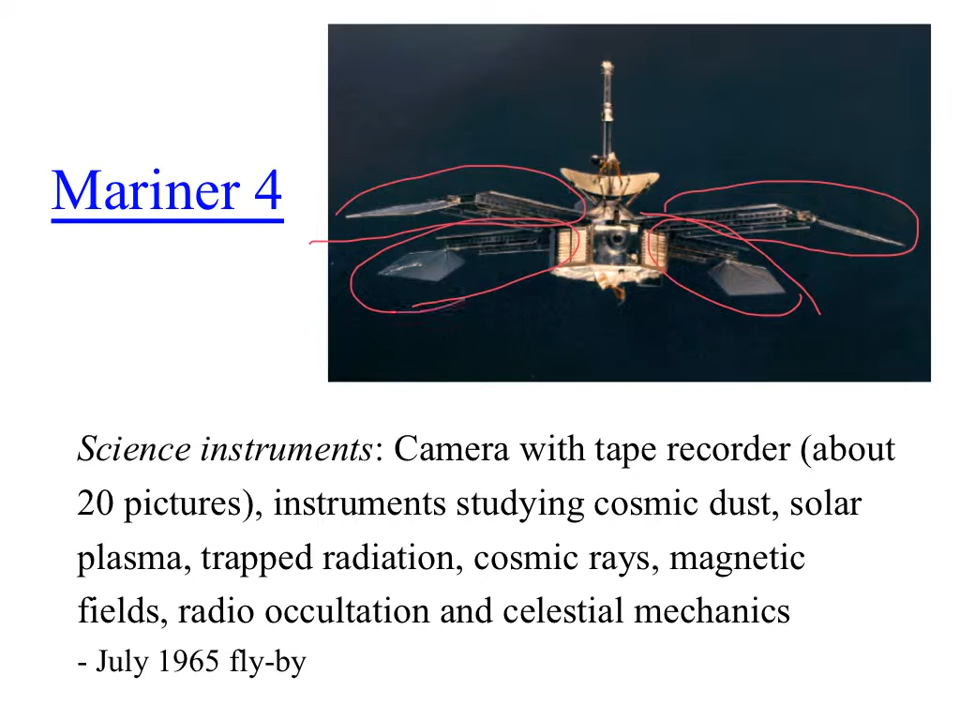 Mariner 4
Science instruments: Camera with tape recorder (about
20 pictures), instruments studying cosmic dust, solar
plasma, trapped radiation, cosmic rays, magnetic
fields, radio occultation and celestial mechanics
- July 1965 fly-by